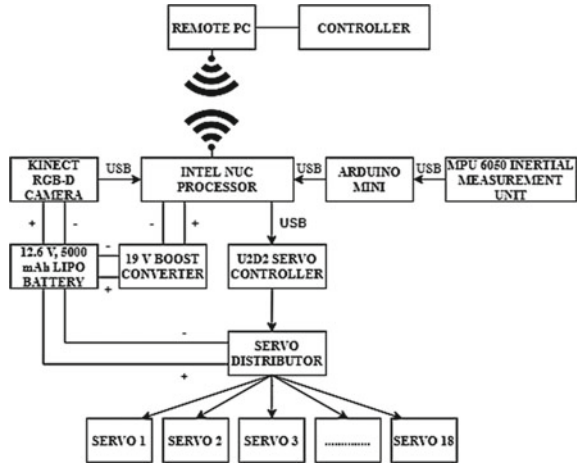 REMOTE PC
CONTROLLER
KINECT
RGB-D
CAMERA
USB
INTEL NUC
PROCESSOR
USB
ARDUINO
MINI
USB
MPU 6050 INERTIAL
MEASUREMENT
UNIT
+
-
-
+
USB
12.6 V, 5000
mAh LIPO
BATTERY
-
+
19 V BOOST
CONVERTER
U2D2 SERVO
CONTROLLER
-
+
SERVO
DISTRIBUTOR
SERVO 1
SERVO 2
SERVO 3
..............
SERVO 18